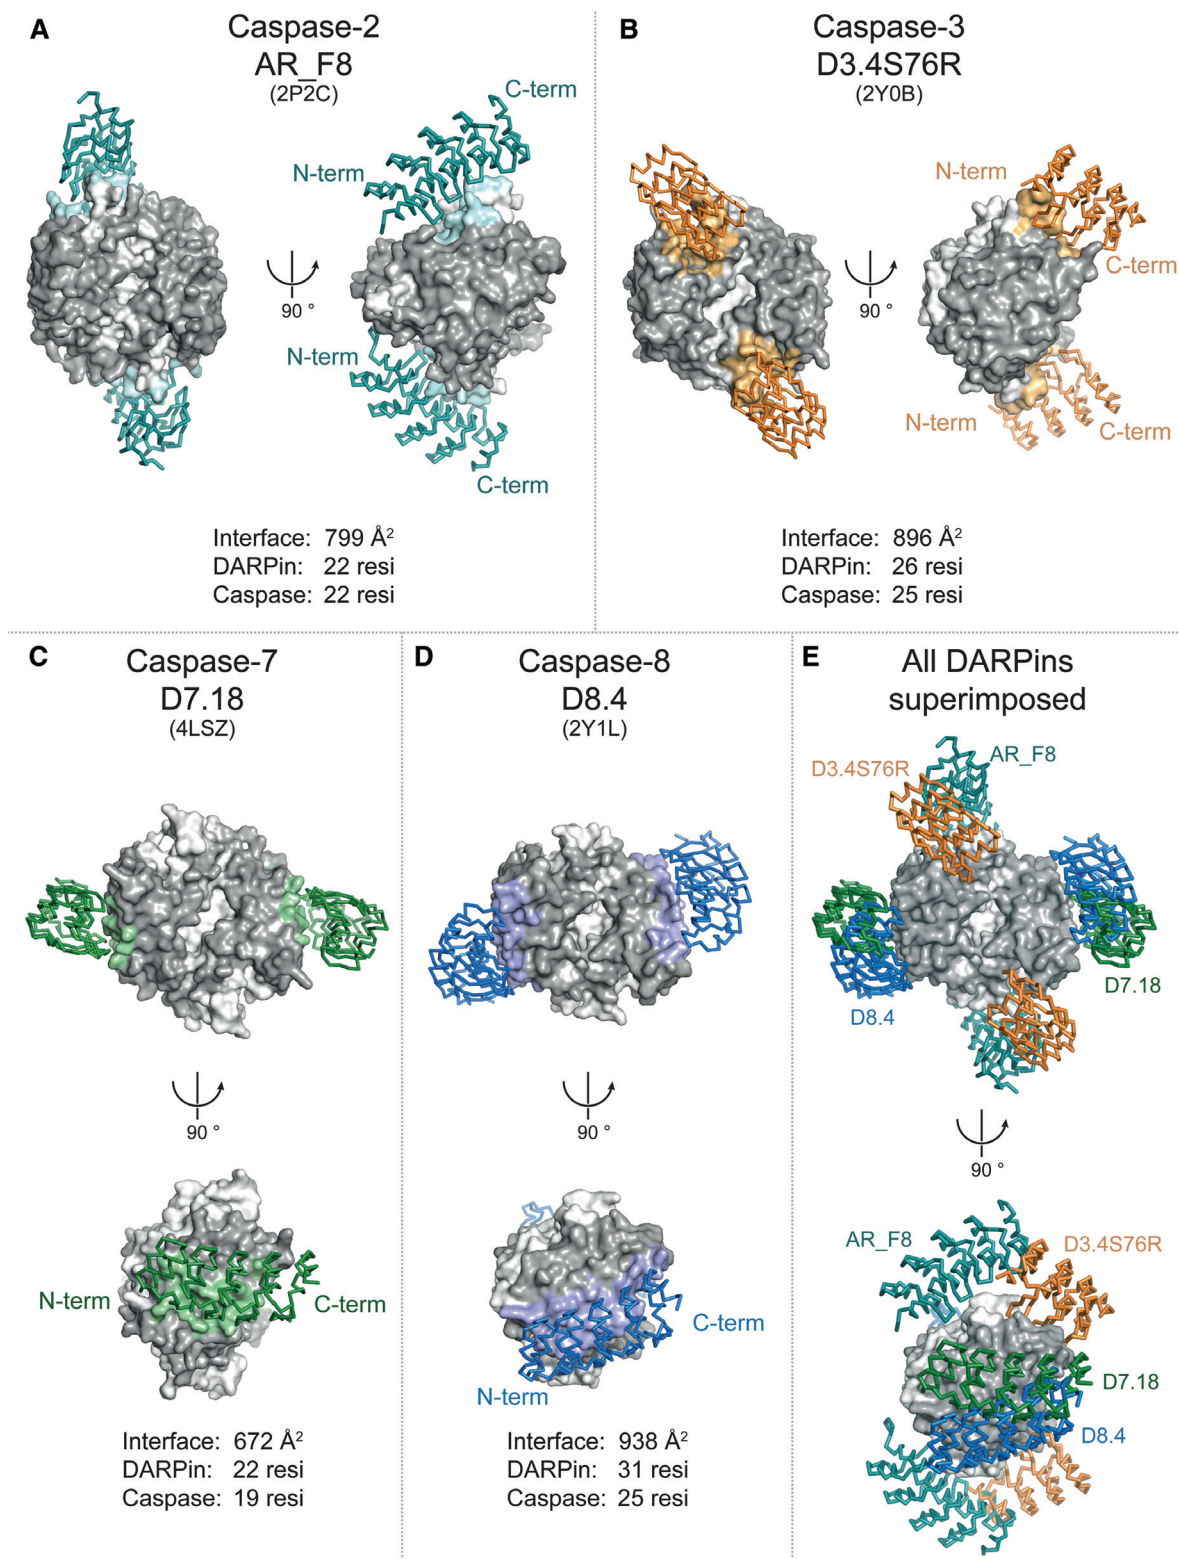 A
Caspase-2
AR_F8
(2P2C)
C-term
N-term
90 °
N-term
C-term
Interface: 799 Å²
DARPin: 22 resi
Caspase: 22 resi
B
Caspase-3
D3.4S76R
(2Y0B)
N-term
C-term
90 °
N-term
C-term
Interface: 896 Å²
DARPin: 26 resi
Caspase: 25 resi
C
Caspase-7
D7.18
(4LSZ)
90 °
N-term
C-term
Interface: 672 Å²
DARPin: 22 resi
Caspase: 19 resi
D
Caspase-8
D8.4
(2Y1L)
90 °
C-term
N-term
Interface: 938 Å²
DARPin: 31 resi
Caspase: 25 resi
E
All DARPins
superimposed
AR_F8
D3.4S76R
D7.18
D8.4
90 °
AR_F8
D3.4S76R
D7.18
D8.4